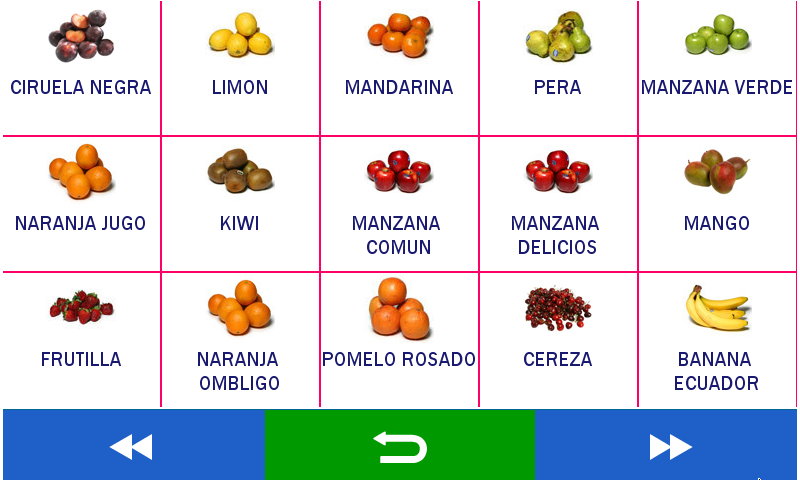 CIRUELA NEGRA
LIMON
MANDARINA
PERA
MANZANA VERDE
NARANJA JUGO
KIWI
MANZANA
COMUN
MANZANA
DELICIOS
MANGO
FRUTILLA
NARANJA
OMBLIGO
POMELO ROSADO
CEREZA
BANANA
ECUADOR